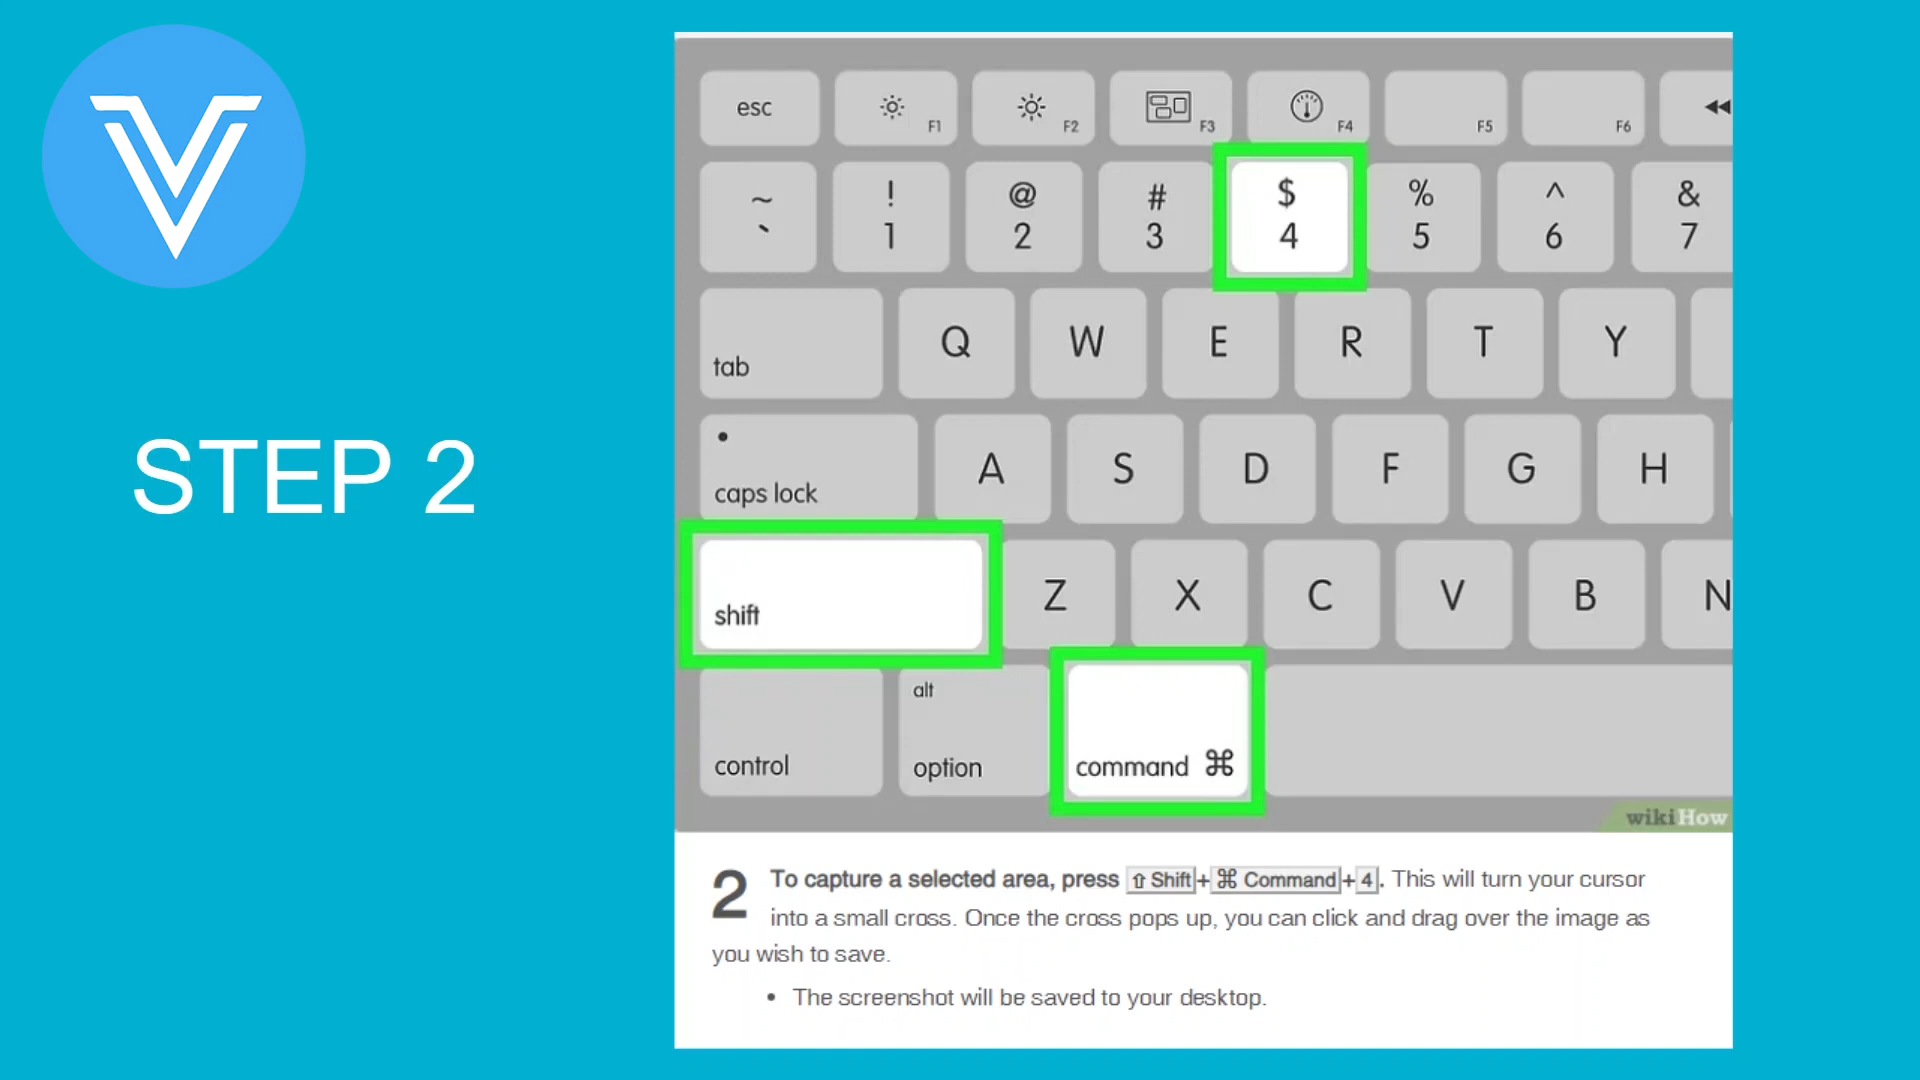 STEP 2
esc F1 F2 F3 F4 F5 F6
~ ! @ # $ % ^ &
` 1 2 3 4 5 6 7
tab Q W E R T Y
caps lock A S D F G H
shift Z X C V B N
alt
control option command ⌘
wikiHow
2 To capture a selected area, press ⇧ Shift+⌘ Command+4. This will turn your cursor
into a small cross. Once the cross pops up, you can click and drag over the image as
you wish to save.
• The screenshot will be saved to your desktop.